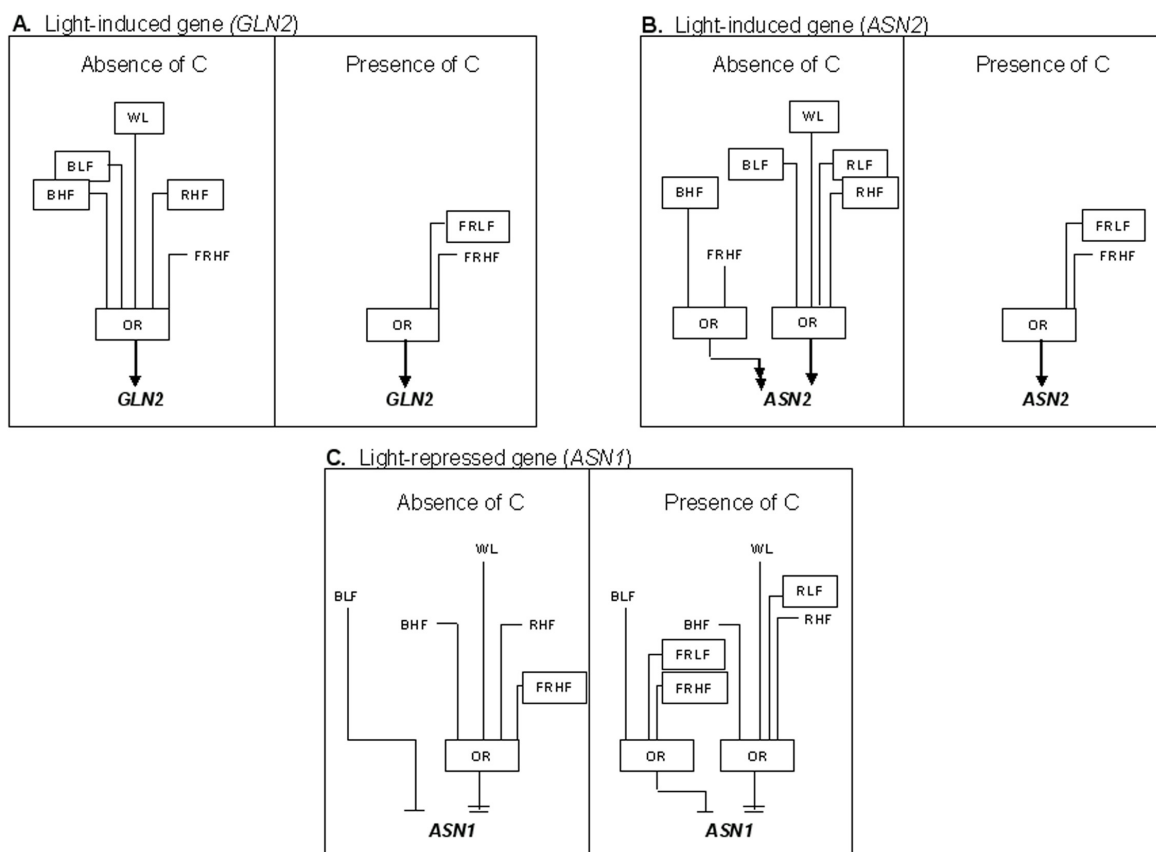 A. Light-induced gene (GLN2)
Absence of C
WL
BLF
BHF
RHF
FRHF
OR
GLN2
Presence of C
FRLF
FRHF
OR
GLN2
B. Light-induced gene (ASN2)
Absence of C
WL
BLF
RLF
BHF
RHF
FRHF
OR
OR
ASN2
Presence of C
FRLF
FRHF
OR
ASN2
C. Light-repressed gene (ASN1)
Absence of C
WL
BLF
BHF
RHF
FRHF
OR
ASN1
Presence of C
WL
RLF
BLF
BHF
RHF
FRLF
FRHF
OR
OR
ASN1